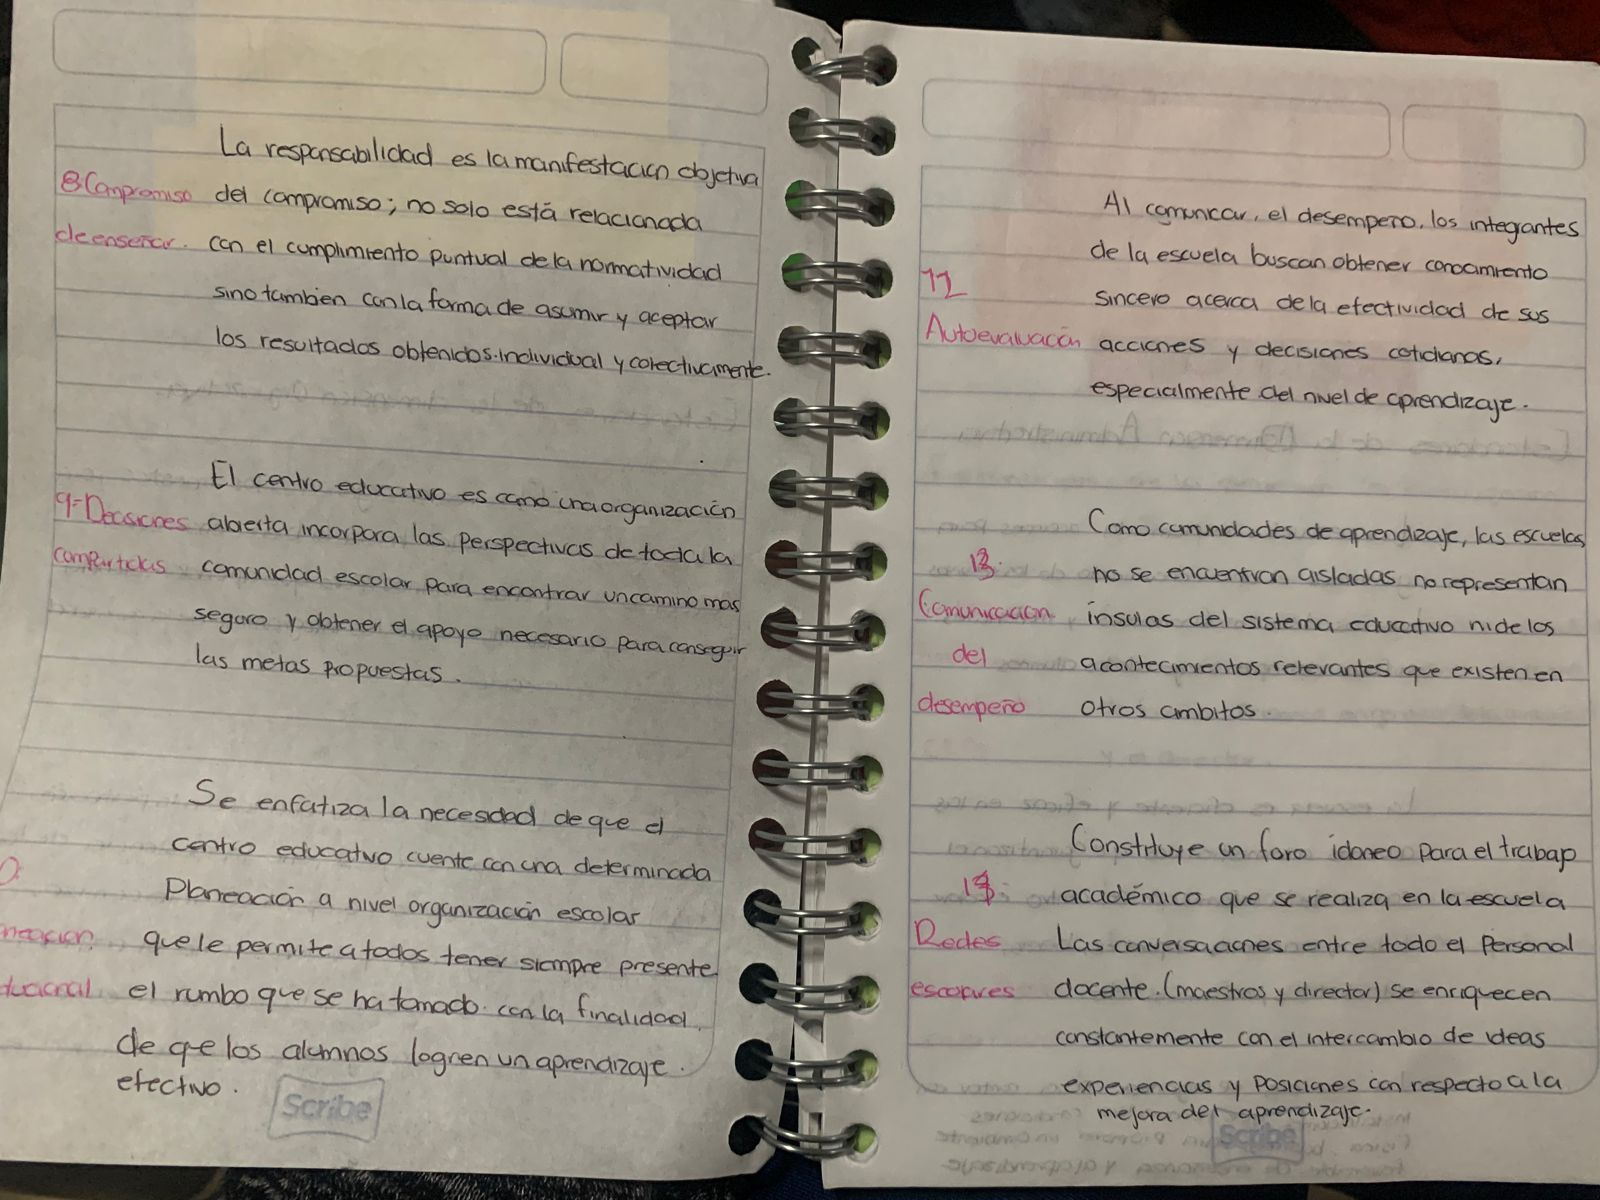 La responsabilidad es la manifestación objetiva
8 Compromiso del compromiso; no solo está relacionada
de enseñar. con el cumplimiento puntual de la normatividad
sino tambien con la forma de asumir y aceptar
los resultados obtenidos. individual y colectivamente.
El centro educativo es como una organización
9-Decisiones abierta incorpora las perspectivas de toda la
compartidas comunidad escolar para encontrar un camino mas
seguro y obtener el apoyo necesario para conseguir
las metas propuestas.
Se enfatiza la necesidad de que el
centro educativo cuente con una determinada
Planeación a nivel organización escolar
que le permite a todos tener siempre presente
el rumbo que se ha tomado. con la finalidad.
de que los alumnos logren un aprendizaje.
efectivo.
Scribe
Al comunicar, el desempeño, los integantes
de la escuela buscan obtener conocimiento
sincero acerca de la efectividad de sus
Autoevaluación acciones y decisiones cotidianas,
especialmente del nivel de aprendizaje.
Como comunidades de aprendizaje, las escuelas
no se encuentran aisladas no representan
Comunicacion ínsulas del sistema educativo ni de los
del acontecimientos relevantes que existen en
desempeño otros ambitos.
Constituye un foro idoneo para el trabajo
académico que se realiza en la escuela
Redes Las conversaciones entre todo el Personal
escolares docente. (maestros y director) se enriquecen
constantemente con el intercambio de ideas
experiencias y posiciones con respecto a la
mejora del aprendizaje.
Scribe